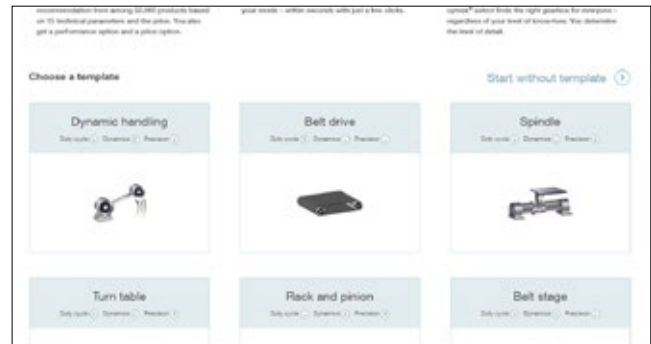 recommendation from among 50,000 products based
on 15 technical parameters and the price. You also
get a performance option and a price option.
your needs – within seconds with just a few clicks.
cymex® select finds the right gearbox for everyone –
regardless of your level of know-how. You determine
the level of detail.
Choose a template
Start without template
Dynamic handling
Duty cycle Dynamics Precision
Belt drive
Duty cycle Dynamics Precision
Spindle
Duty cycle Dynamics Precision
Turn table
Duty cycle Dynamics Precision
Rack and pinion
Duty cycle Dynamics Precision
Belt stage
Duty cycle Dynamics Precision